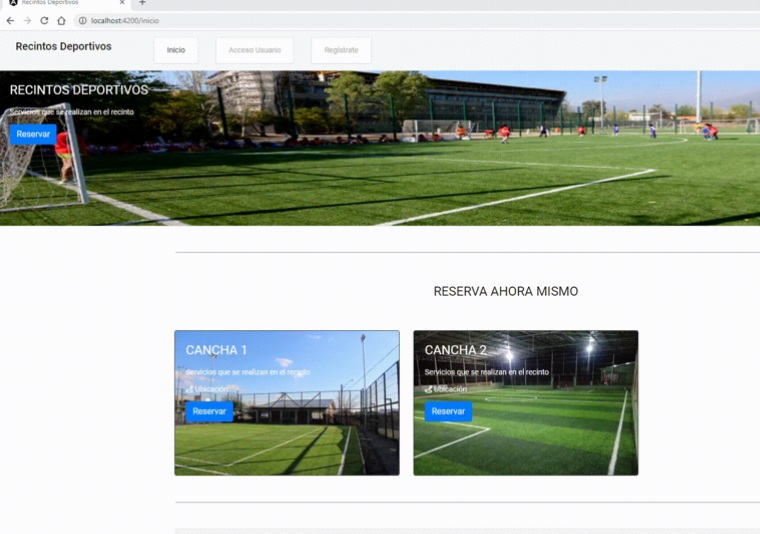 Recintos Deportivos
localhost:4200/inicio
Recintos Deportivos
Inicio
Acceso Usuario
Registrate
RECINTOS DEPORTIVOS
Servicios que se realizan en el recinto
Reservar
RESERVA AHORA MISMO
CANCHA 1
Servicios que se realizan en el recinto
Ubicación
Reservar
CANCHA 2
Servicios que se realizan en el recinto
Ubicación
Reservar